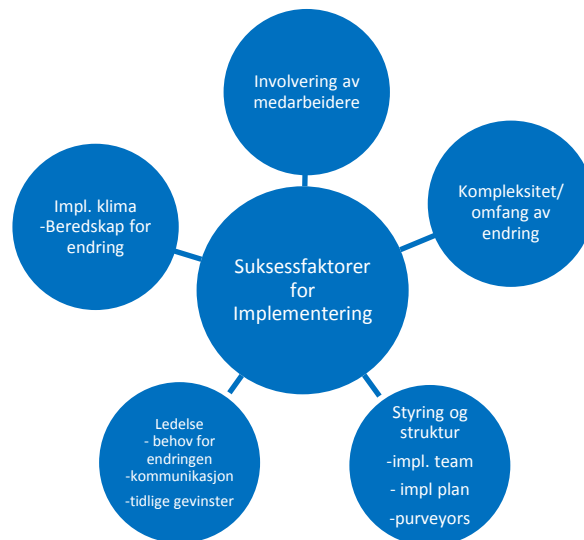 Involvering av
medarbeidere
Kompleksitet/
omfang av
endring
Impl. klima
-Beredskap for
endring
Suksessfaktorer
for
Implementering
Ledelse
- behov for
endringen
-kommunikasjon
-tidlige gevinster
Styring og
struktur
-impl. team
- impl plan
-purveyors